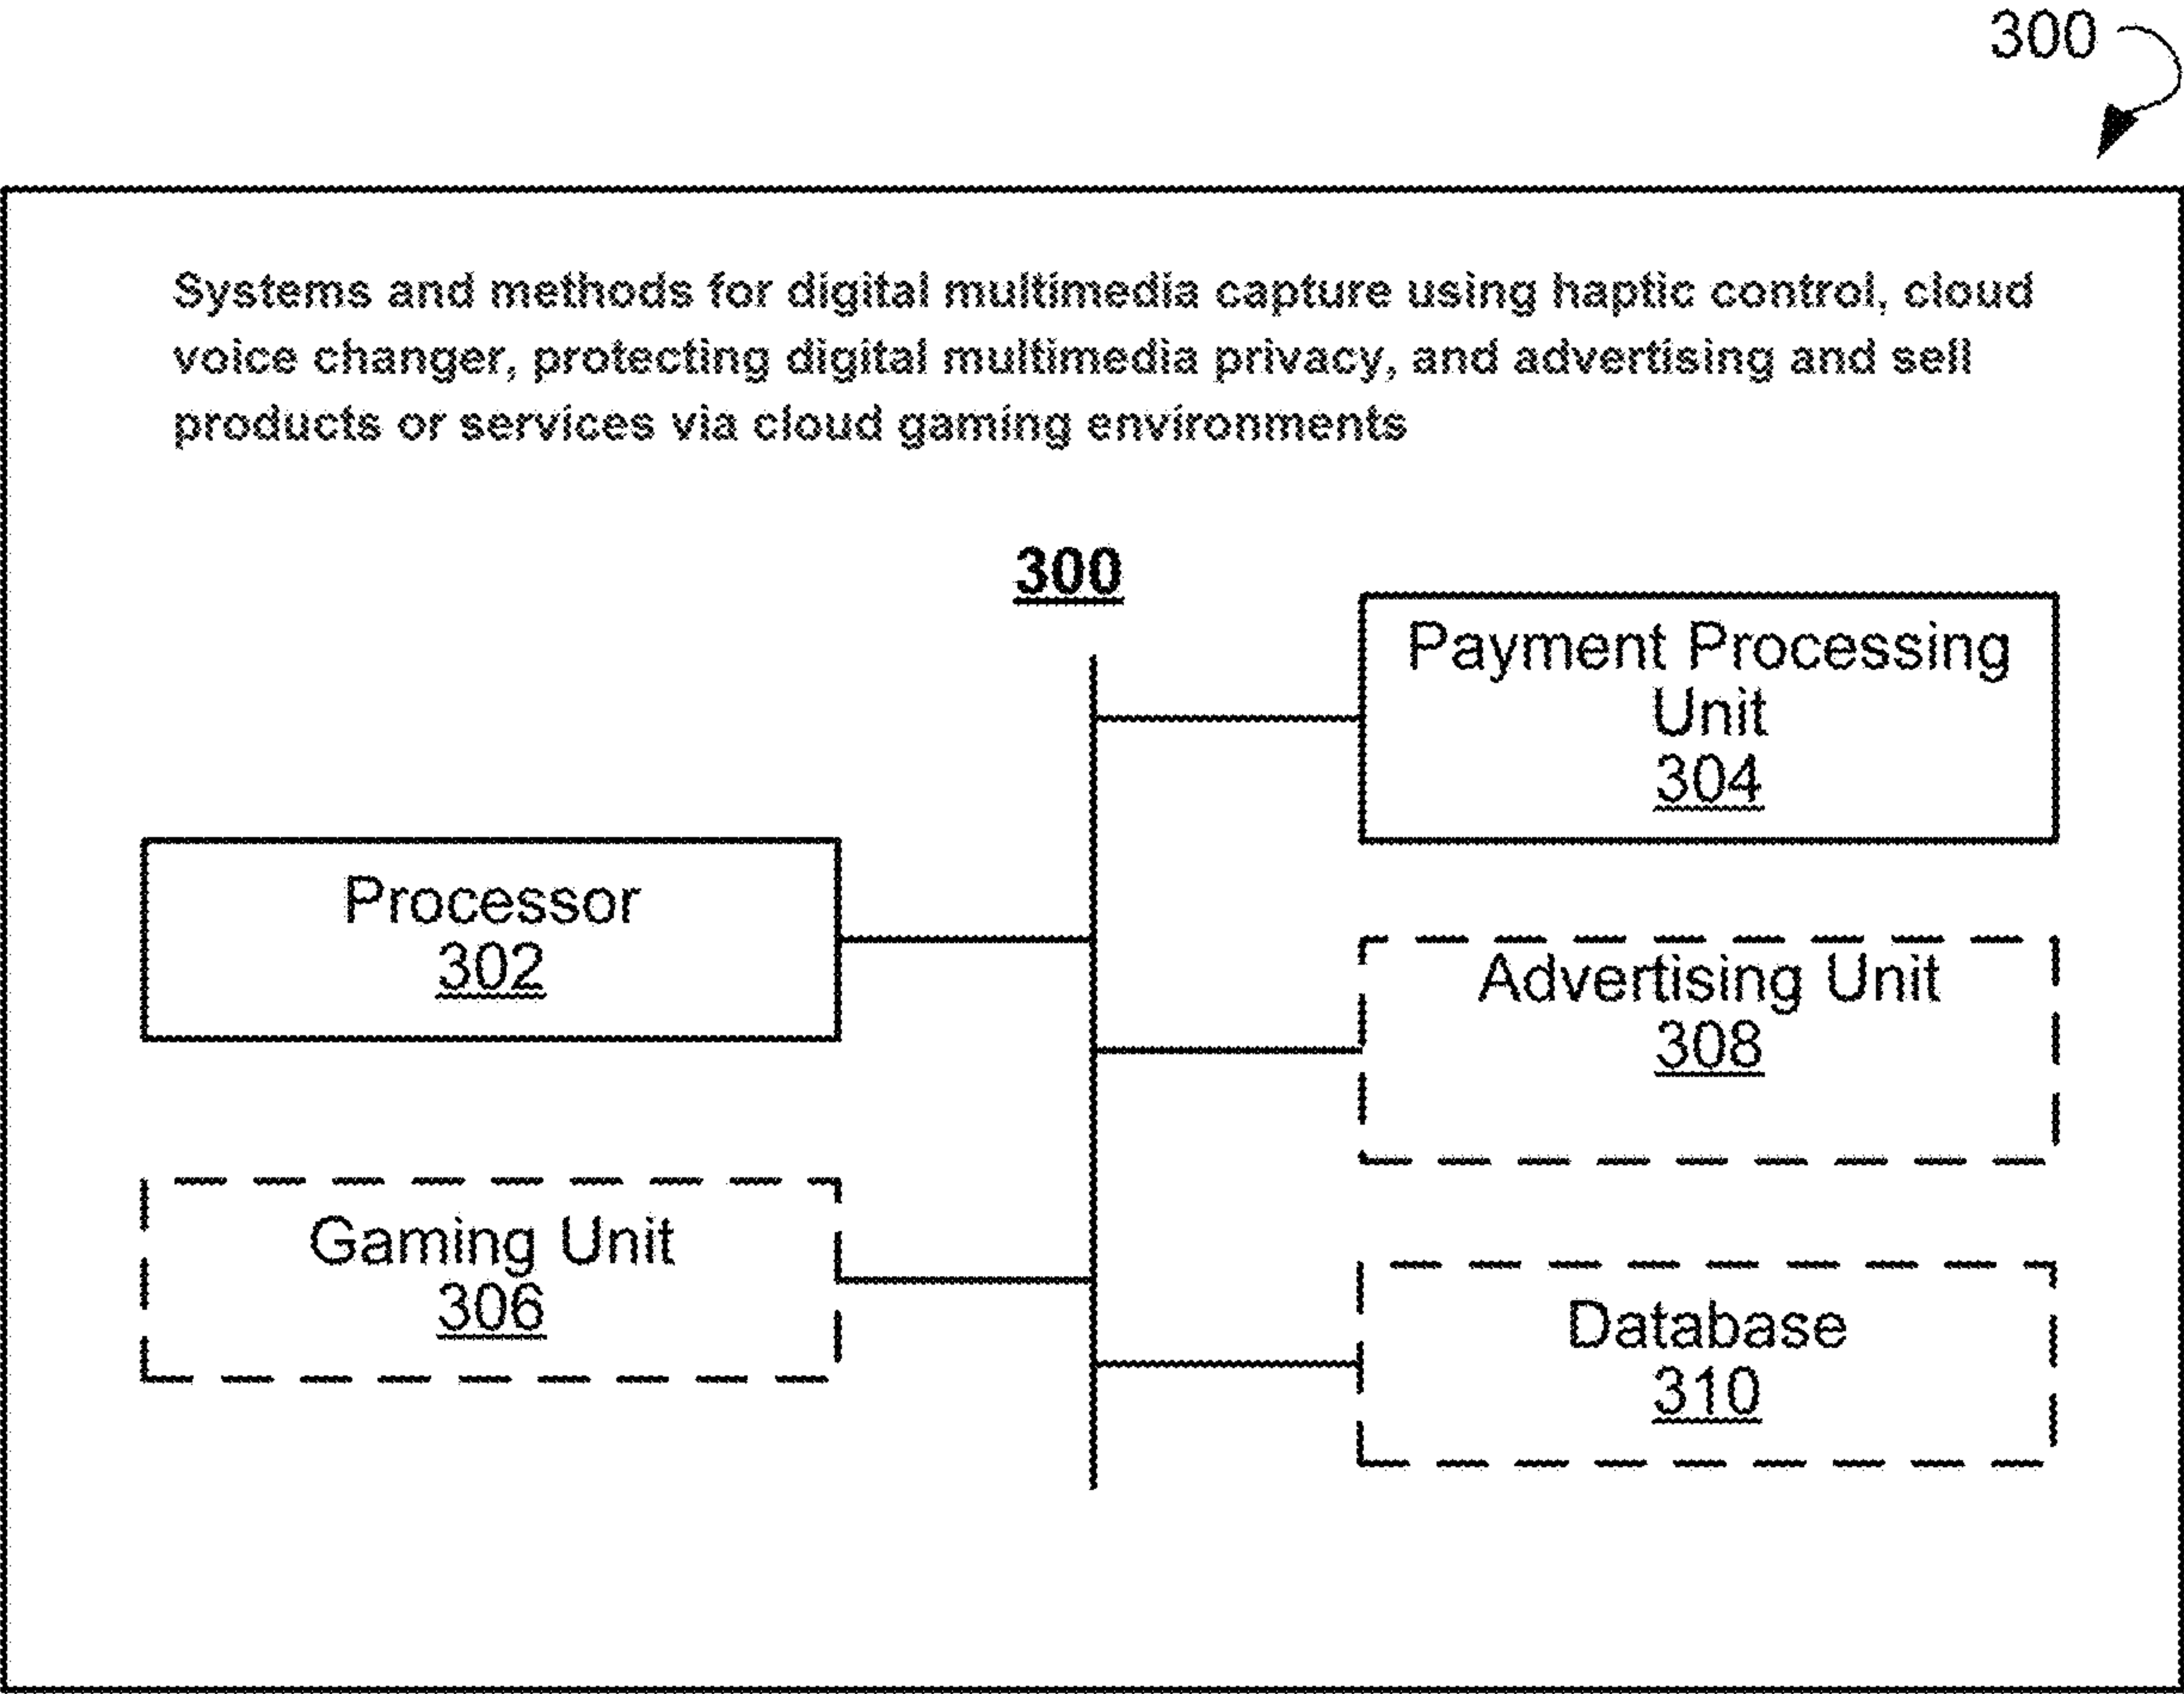 300
Systems and methods for digital multimedia capture using haptic control, cloud
voice changer, protecting digital multimedia privacy, and advertising and sell
products or services via cloud gaming environments
300
Payment Processing
Unit
304
Processor
302
Advertising Unit
308
Gaming Unit
306
Database
310